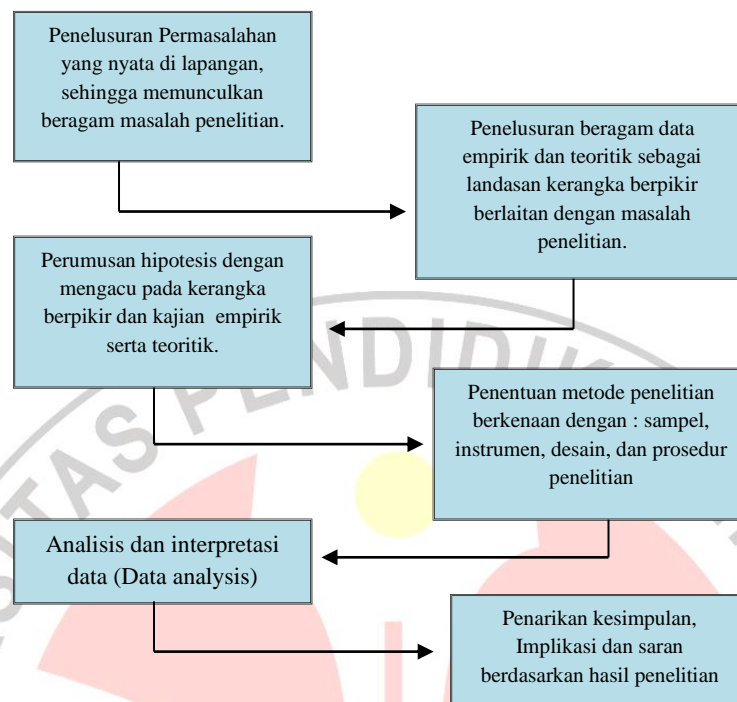 Penelusuran Permasalahan
yang nyata di lapangan,
sehingga memunculkan
beragam masalah penelitian.
Penelusuran beragam data
empirik dan teoritik sebagai
landasan kerangka berpikir
berlaitan dengan masalah
penelitian.
Perumusan hipotesis dengan
mengacu pada kerangka
berpikir dan kajian empirik
serta teoritik.
Penentuan metode penelitian
berkenaan dengan : sampel,
instrumen, desain, dan prosedur
penelitian
Analisis dan interpretasi
data (Data analysis)
Penarikan kesimpulan,
Implikasi dan saran
berdasarkan hasil penelitian